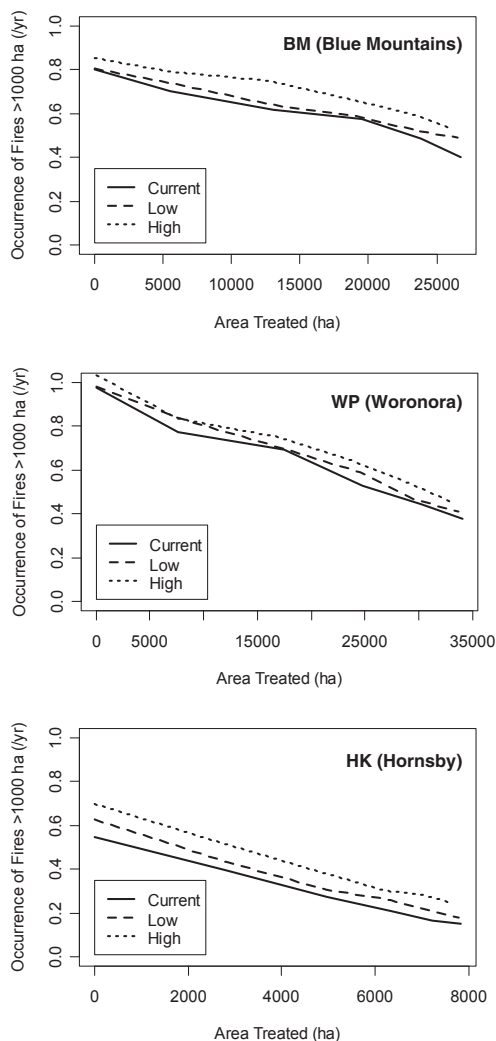 BM (Blue Mountains)
Occurrence of Fires >1000 ha (/yr)
0.0 0.2 0.4 0.6 0.8 1.0
Current
Low
High
0 5000 10000 15000 20000 25000
Area Treated (ha)
WP (Woronora)
Occurrence of Fires >1000 ha (/yr)
0.0 0.2 0.4 0.6 0.8 1.0
Current
Low
High
0 5000 15000 25000 35000
Area Treated (ha)
HK (Hornsby)
Occurrence of Fires >1000 ha (/yr)
0.0 0.2 0.4 0.6 0.8 1.0
Current
Low
High
0 2000 4000 6000 8000
Area Treated (ha)